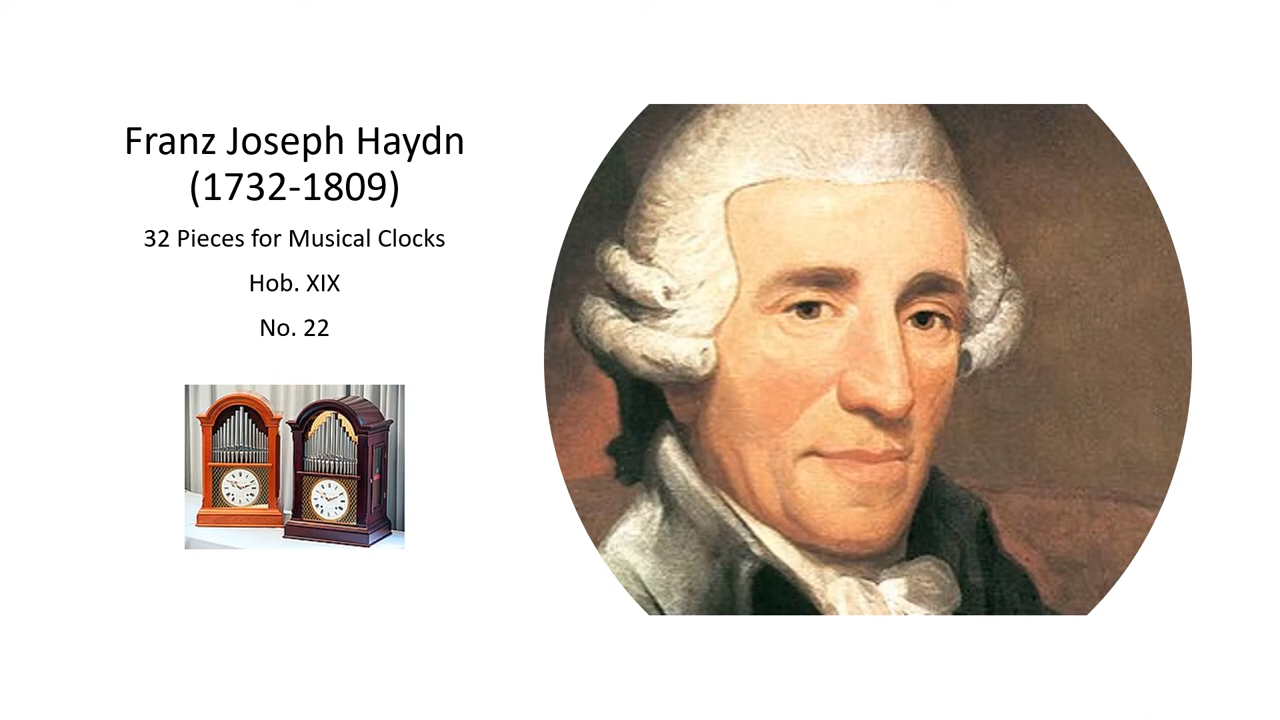 Franz Joseph Haydn
(1732-1809)
32 Pieces for Musical Clocks
Hob. XIX
No. 22